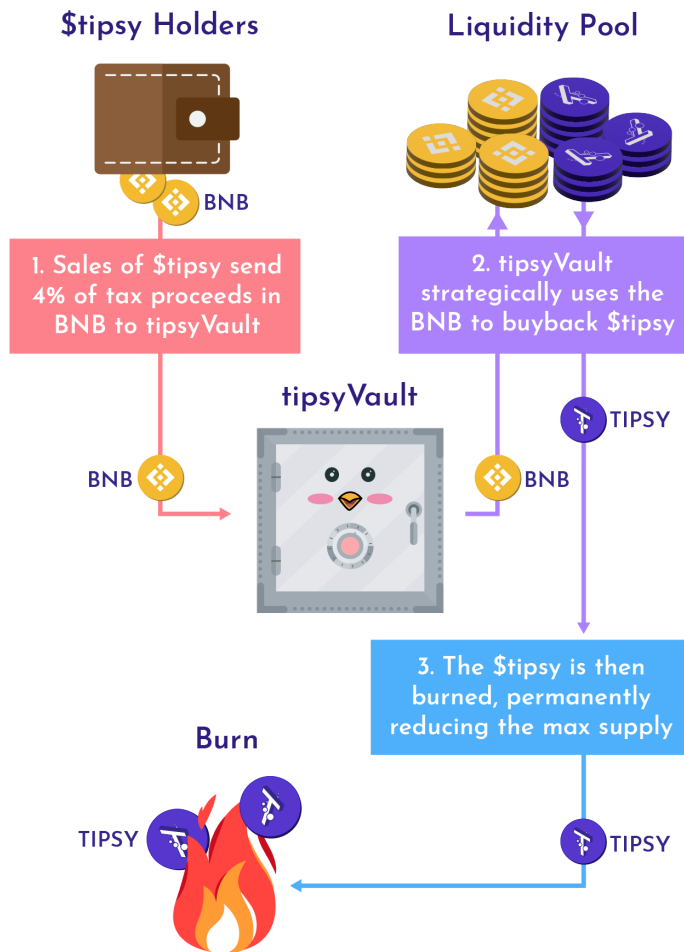 $tipsy Holders
Liquidity Pool
BNB
1. Sales of $tipsy send
4% of tax proceeds in
BNB to tipsyVault
2. tipsyVault
strategically uses the
BNB to buyback $tipsy
tipsyVault
TIPSY
BNB
BNB
3. The $tipsy is then
burned, permanently
reducing the max supply
Burn
TIPSY
TIPSY